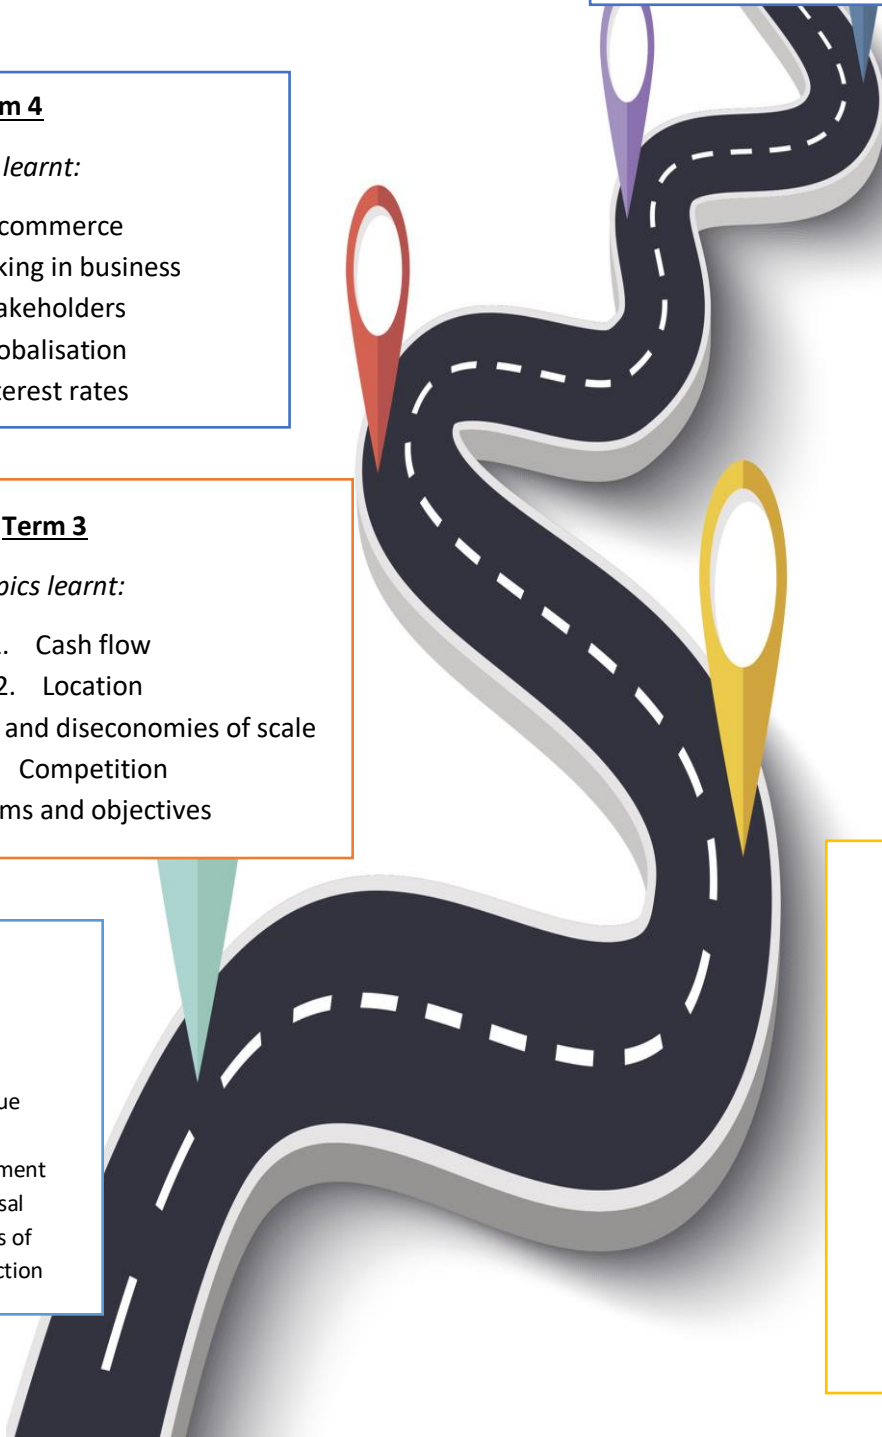 m 4
learnt:
commerce
king in business
akeholders
obalisation
erest rates
Term 3
pics learnt:
. Cash flow
2. Location
and diseconomies of scale
Competition
ms and objectives
ue
ment
sal
s of
ction